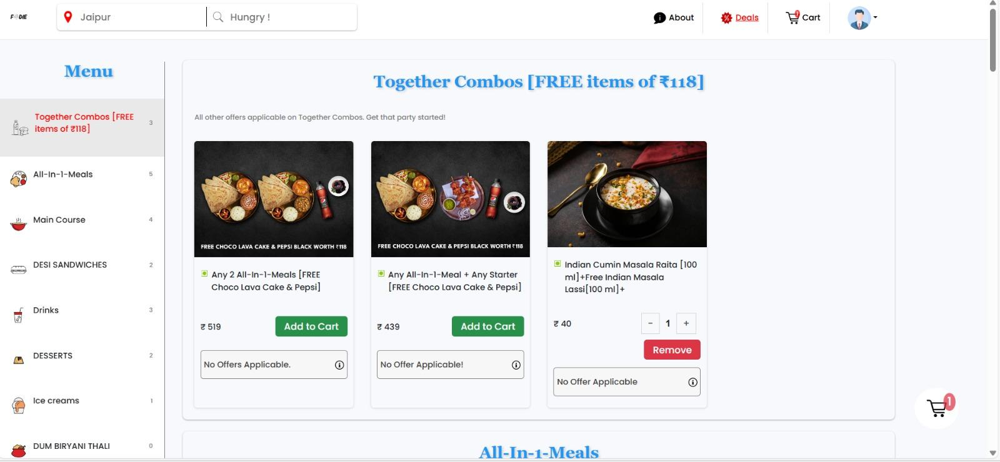 FOODIE
Jaipur
Hungry !
About
Deals
1
Cart
Menu
Together Combos [FREE
items of ₹118]
3
All-In-1-Meals
5
Main Course
4
DESI SANDWICHES
2
Drinks
3
DESSERTS
2
Ice creams
1
DUM BIRYANI THALI
0
Together Combos [FREE items of ₹118]
All other offers applicable on Together Combos. Get that party started!
FREE CHOCO LAVA CAKE & PEPSI BLACK WORTH ₹118
Any 2 All-In-1-Meals [FREE
Choco Lava Cake & Pepsi]
₹ 519
Add to Cart
No Offers Applicable.
FREE CHOCO LAVA CAKE & PEPSI BLACK WORTH ₹118
Any All-In-1-Meal + Any Starter
[FREE Choco Lava Cake & Pepsi]
₹ 439
Add to Cart
No Offer Applicable!
Indian Cumin Masala Raita [100
ml]+Free Indian Masala
Lassi[100 ml]+
₹ 40
- 1 +
Remove
No Offer Applicable
1
All-In-1-Meals